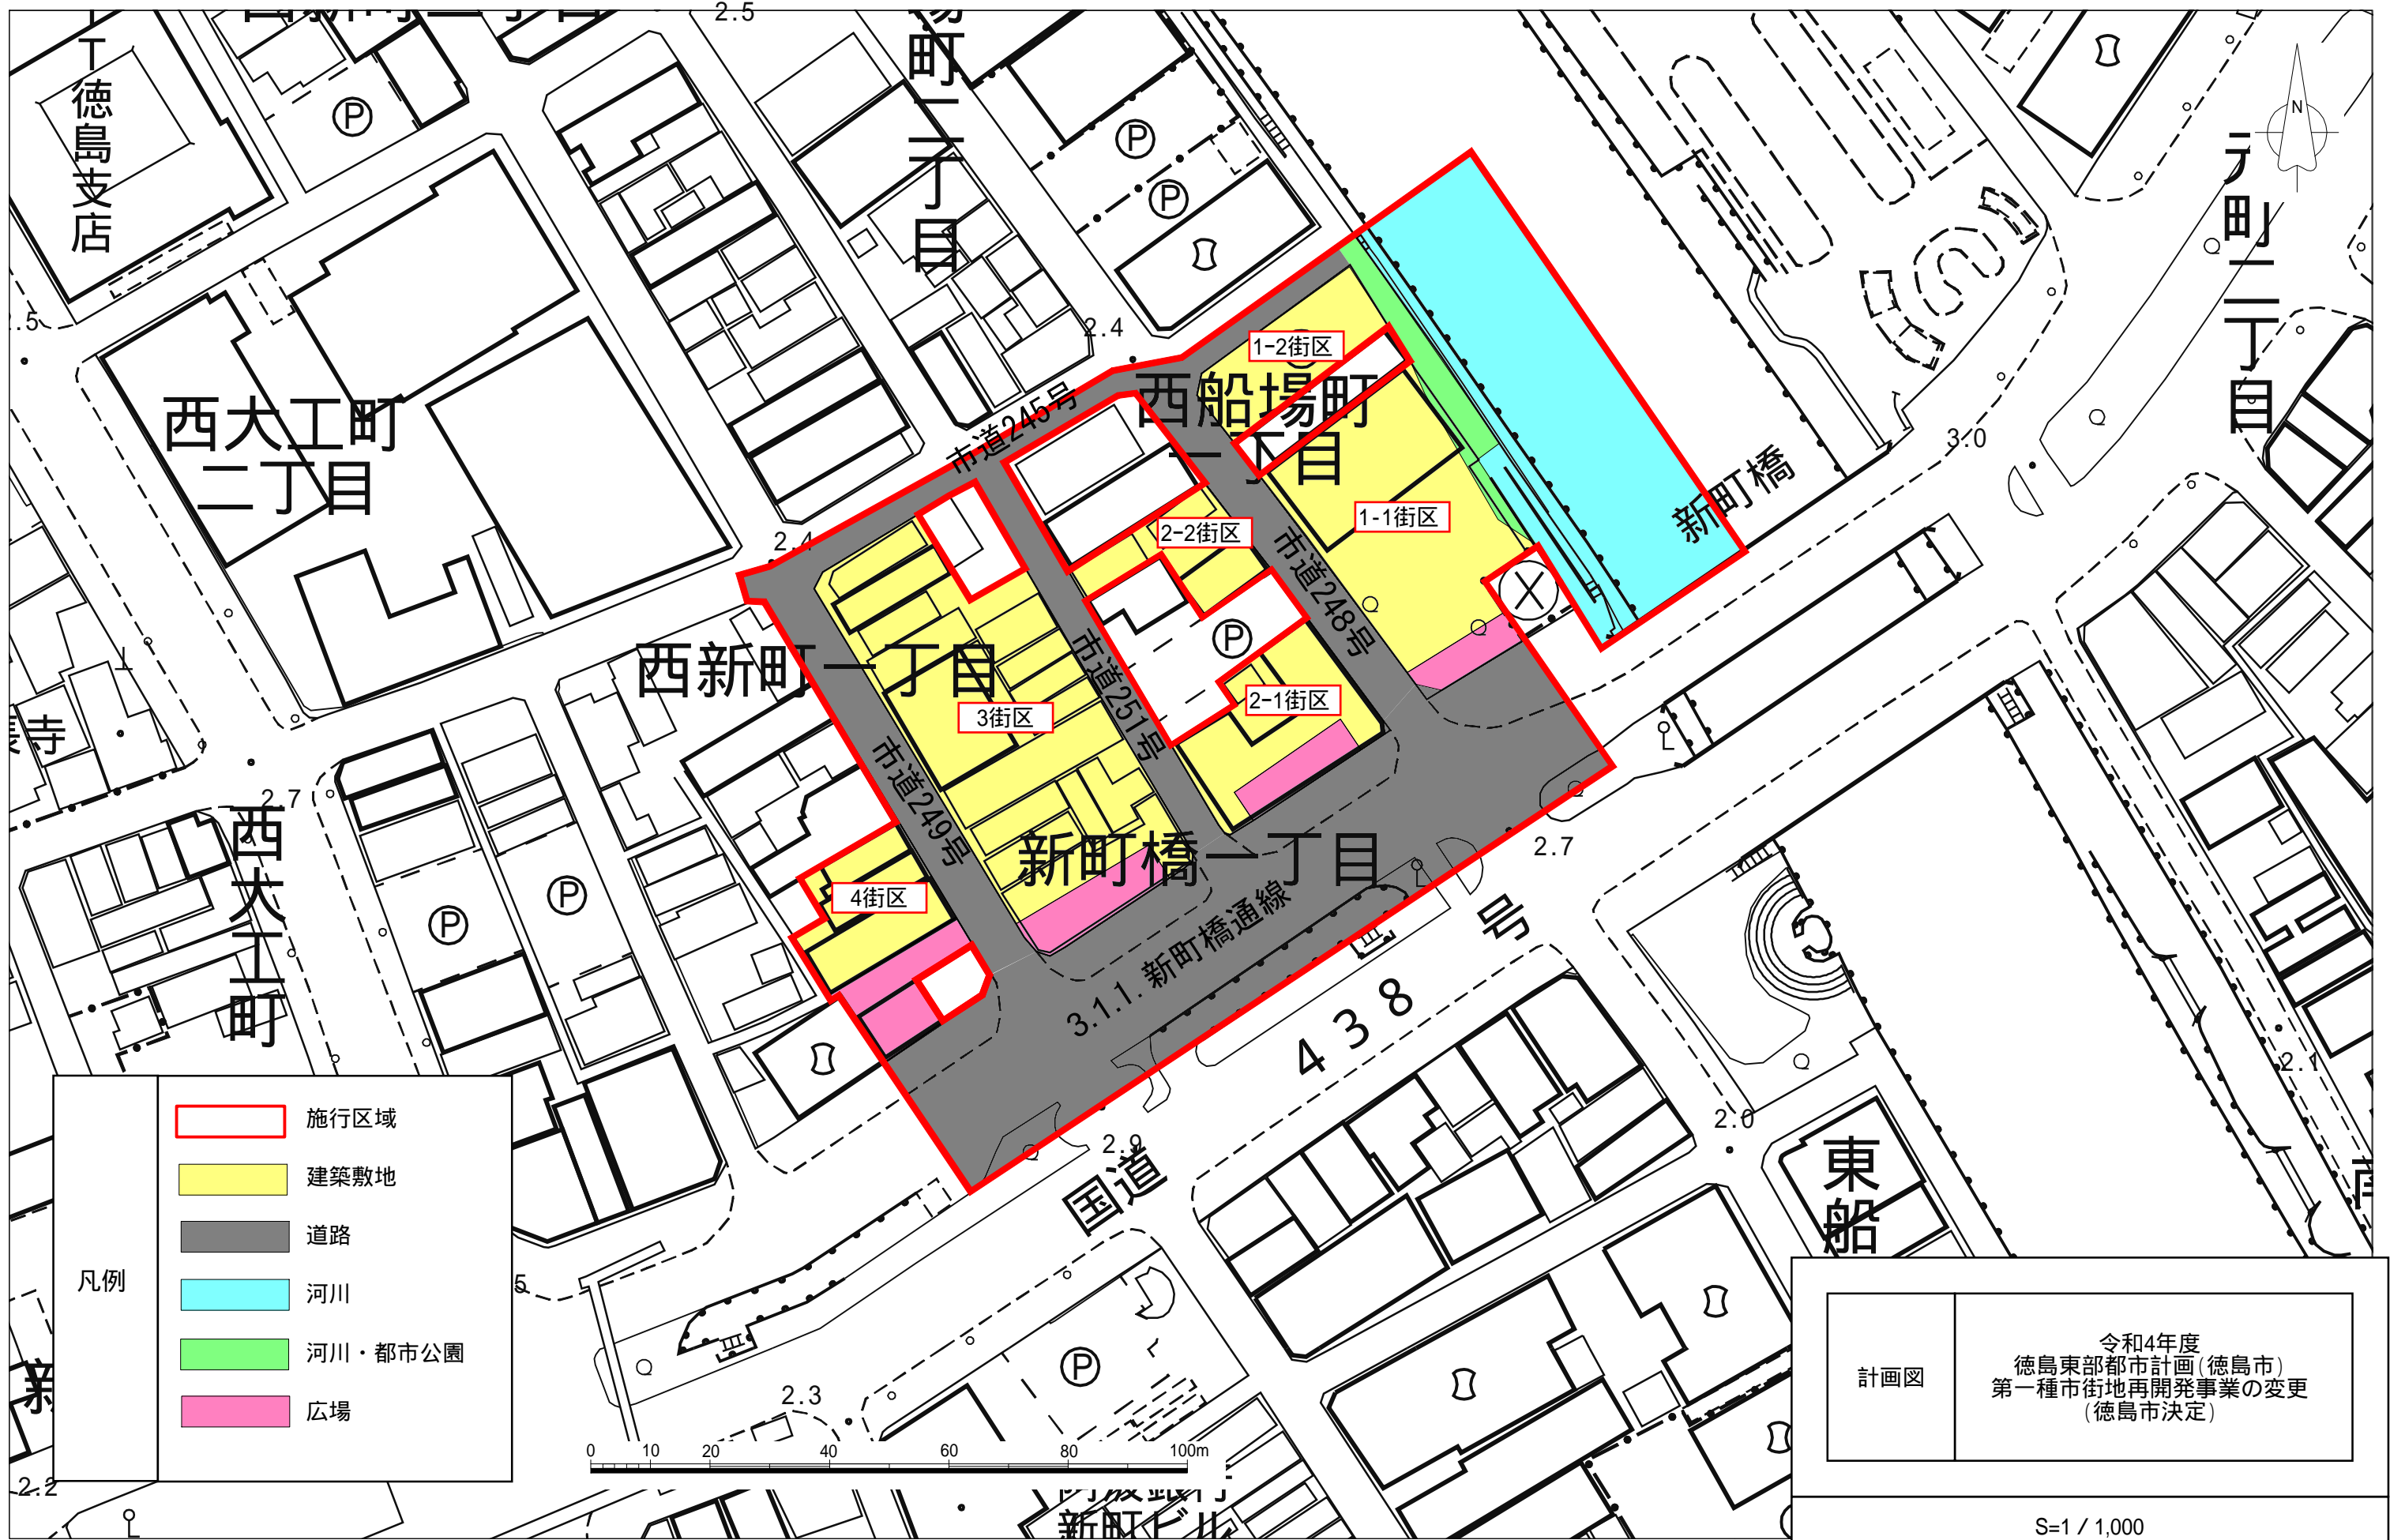 2.5
徳島支店
町二丁目
Ⓟ
Ⓟ
Ⓟ
N
町二丁目
2.4
1-2街区
西船場町
一丁目
市道245号
西大工町
二丁目
3.0
新町橋
1-1街区
2-2街区
2.4
市道248号
西新町一丁目
市道251号
Ⓟ
2-1街区
3街区
市道249号
2.7
西大工町
新町橋一丁目
2.7
4街区
Ⓟ
Ⓟ
3.1.1. 新町橋通線
国道
438
号
2.9
2.0
2.1
東船
凡例
施行区域
建築敷地
道路
河川
河川・都市公園
広場
Ⓟ
2.3
2.2
0 10 20 40 60 80 100m
新町ビル
計画図
令和4年度
徳島東部都市計画(徳島市)
第一種市街地再開発事業の変更
(徳島市決定)
S=1 / 1,000